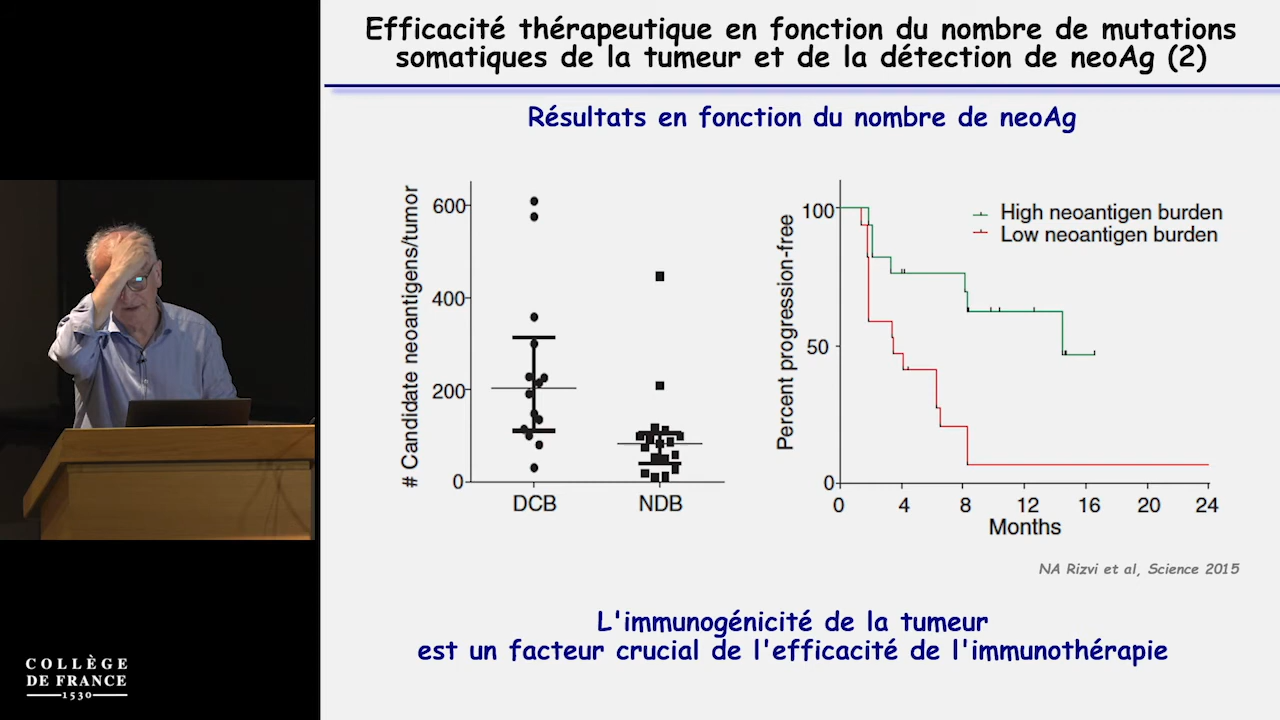 Efficacité thérapeutique en fonction du nombre de mutations
somatiques de la tumeur et de la détection de neoAg (2)
Résultats en fonction du nombre de neoAg
# Candidate neoantigens/tumor
600
400
200
0
DCB
NDB
Percent progression-free
100
50
0
High neoantigen burden
Low neoantigen burden
0
4
8
12
16
20
24
Months
NA Rizvi et al, Science 2015
L'immunogénicité de la tumeur
est un facteur crucial de l'efficacité de l'immunothérapie
COLLÈGE
DE FRANCE
1530